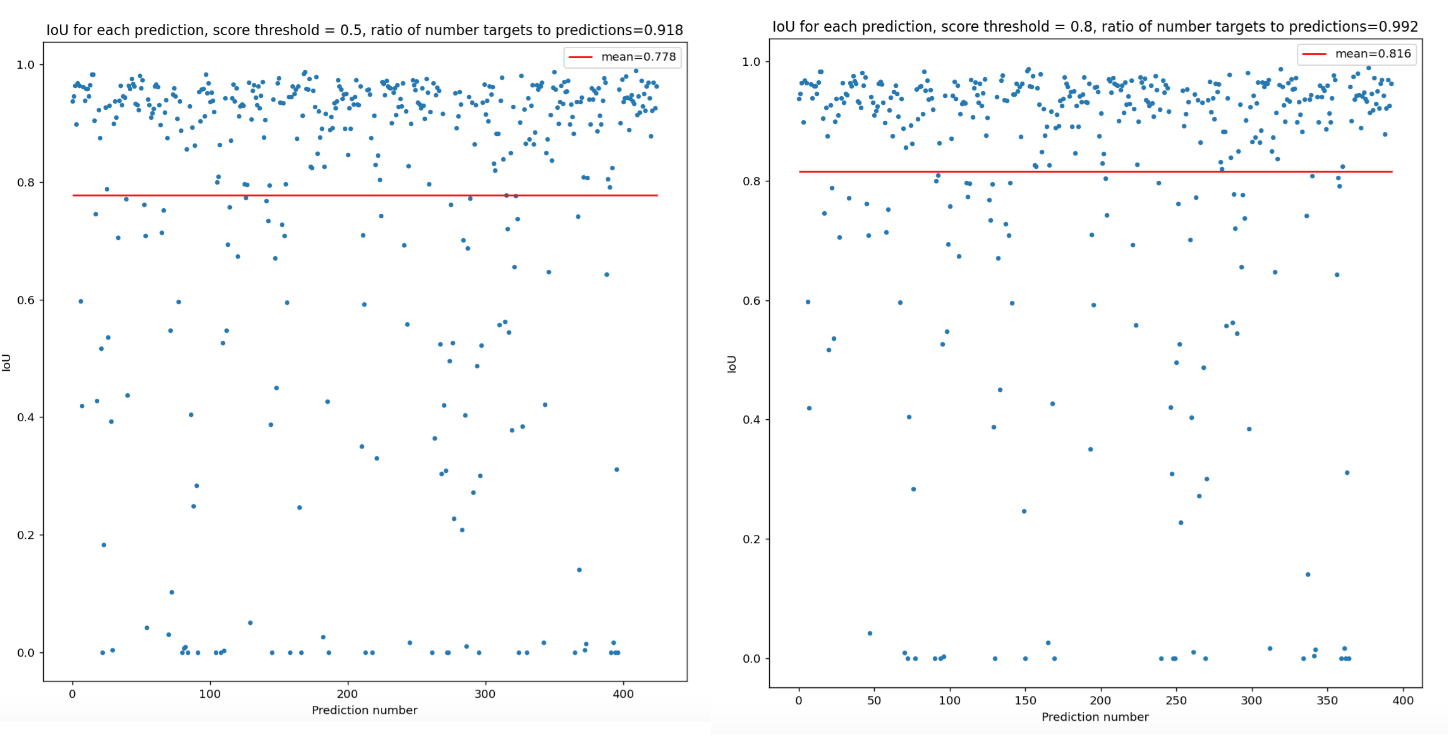 IoU for each prediction, score threshold = 0.5, ratio of number targets to predictions=0.918
mean=0.778
1.0
0.8
0.6
0.4
0.2
0.0
IoU
0 100 200 300 400
Prediction number
IoU for each prediction, score threshold = 0.8, ratio of number targets to predictions=0.992
mean=0.816
1.0
0.8
0.6
0.4
0.2
0.0
IoU
0 50 100 150 200 250 300 350 400
Prediction number